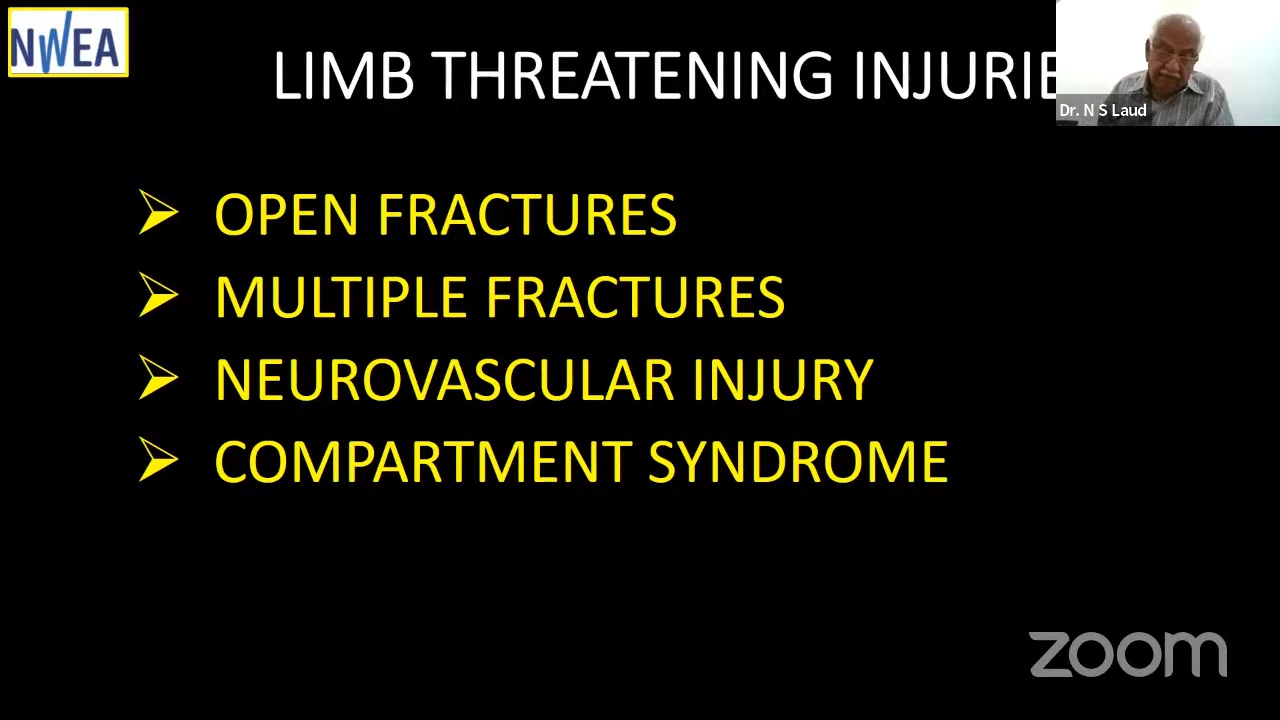 NWEA
LIMB THREATENING INJURIE
Dr. N S Laud
OPEN FRACTURES
MULTIPLE FRACTURES
NEUROVASCULAR INJURY
COMPARTMENT SYNDROME
zoom